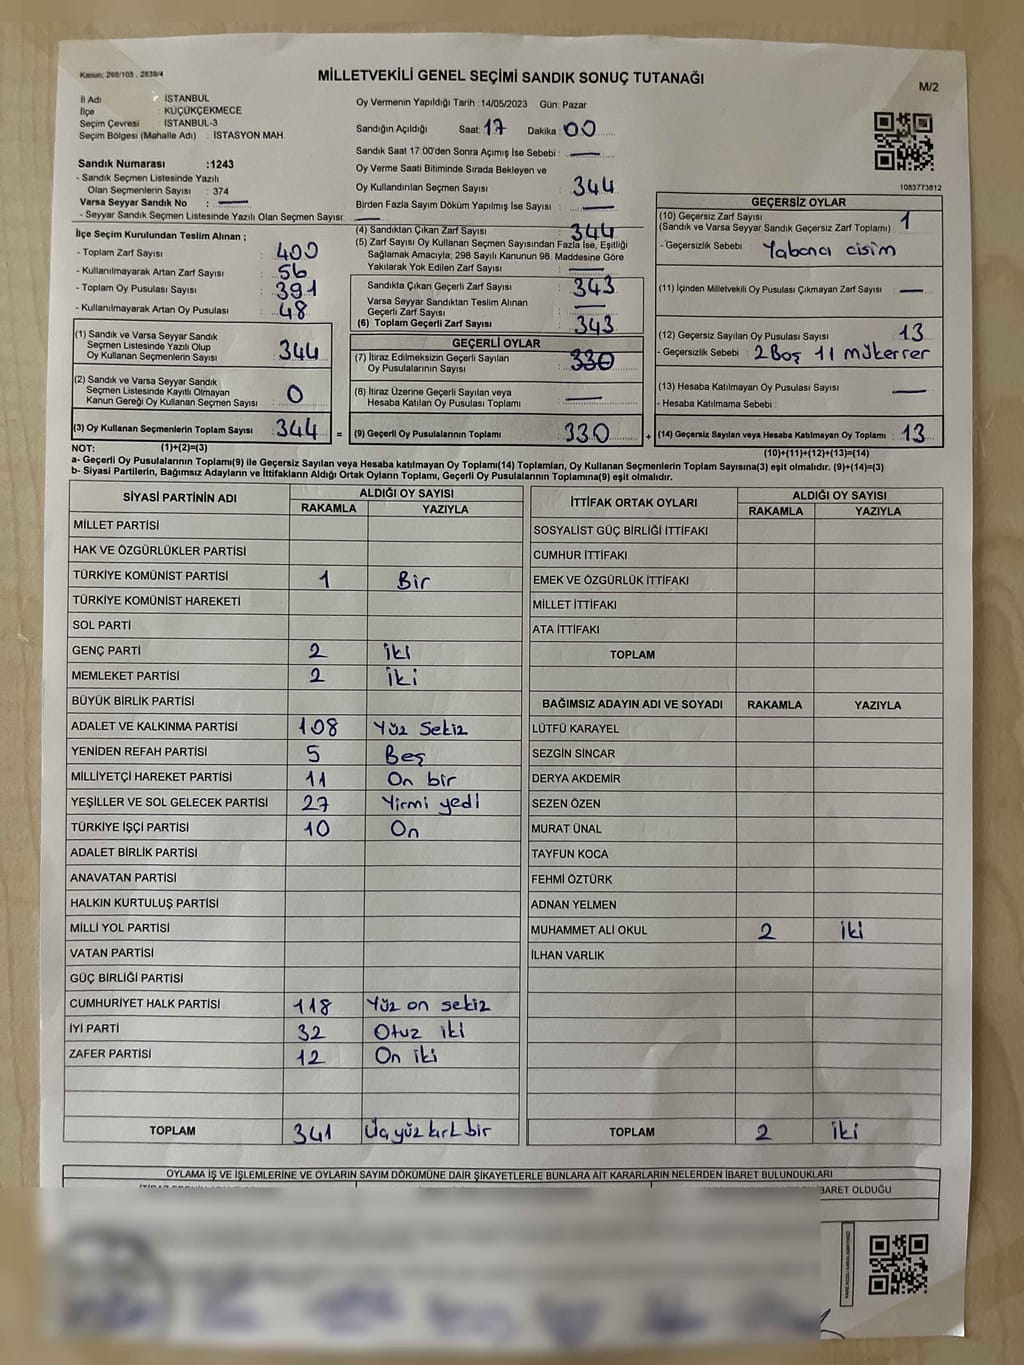 Kanun; 298/105 , 2839/4
MİLLETVEKİLİ GENEL SEÇİMİ SANDIK SONUÇ TUTANAĞI
M/2
İl Adı : İSTANBUL
İlçe : KÜÇÜKÇEKMECE
Seçim Çevresi : İSTANBUL-3
Seçim Bölgesi (Mahalle Adı) : İSTASYON MAH.
Sandık Numarası :1243
- Sandık Seçmen Listesinde Yazılı
Olan Seçmenlerin Sayısı : 374
Varsa Seyyar Sandık No : —
- Seyyar Sandık Seçmen Listesinde Yazılı Olan Seçmen Sayısı: —
Oy Vermenin Yapıldığı Tarih : 14/05/2023 Gün: Pazar
Sandığın Açıldığı Saat: 17 Dakika : 00
Sandık Saat 17:00'den Sonra Açımış İse Sebebi : —
Oy Verme Saati Bitiminde Sırada Bekleyen ve
Oy Kullandırılan Seçmen Sayısı : 344
Birden Fazla Sayım Döküm Yapılmış İse Sayısı : —
1083773812
İlçe Seçim Kurulundan Teslim Alınan ;
- Toplam Zarf Sayısı : 400
- Kullanılmayarak Artan Zarf Sayısı : 56
- Toplam Oy Pusulası Sayısı : 391
- Kullanılmayarak Artan Oy Pusulası : 48
(4) Sandıktan Çıkan Zarf Sayısı : 344
(5) Zarf Sayısı Oy Kullanan Seçmen Sayısından Fazla İse, Eşitliği
Sağlamak Amacıyla; 298 Sayılı Kanunun 98. Maddesine Göre
Yakılarak Yok Edilen Zarf Sayısı : —
Sandıkta Çıkan Geçerli Zarf Sayısı : 343
Varsa Seyyar Sandıktan Teslim Alınan
Geçerli Zarf Sayısı : —
(6) Toplam Geçerli Zarf Sayısı : 343
GEÇERSİZ OYLAR
(10) Geçersiz Zarf Sayısı : 1
(Sandık ve Varsa Seyyar Sandık Geçersiz Zarf Toplamı)
- Geçersizlik Sebebi : Yabancı cisim
(11) İçinden Milletvekili Oy Pusulası Çıkmayan Zarf Sayısı : —
(12) Geçersiz Sayılan Oy Pusulası Sayısı : 13
- Geçersizlik Sebebi : 2 Boş 11 mükerrer
(13) Hesaba Katılmayan Oy Pusulası Sayısı : —
- Hesaba Katılmama Sebebi :
(1) Sandık ve Varsa Seyyar Sandık
Seçmen Listesinde Yazılı Olup
Oy Kullanan Seçmenlerin Sayısı : 344
(2) Sandık ve Varsa Seyyar Sandık
Seçmen Listesinde Kayıtlı Olmayan
Kanun Gereği Oy Kullanan Seçmen Sayısı : 0
GEÇERLİ OYLAR
(7) İtiraz Edilmeksizin Geçerli Sayılan
Oy Pusulalarının Sayısı : 330
(8) İtiraz Üzerine Geçerli Sayılan veya
Hesaba Katılan Oy Pusulası Toplamı : —
(3) Oy Kullanan Seçmenlerin Toplam Sayısı : 344 = (9) Geçerli Oy Pusulalarının Toplamı : 330 + (14) Geçersiz Sayılan veya Hesaba Katılmayan Oy Toplamı : 13
NOT: (1)+(2)=(3) (10)+(11)+(12)+(13)=(14)
a- Geçerli Oy Pusulalarının Toplamı(9) ile Geçersiz Sayılan veya Hesaba katılmayan Oy Toplamı(14) Toplamları, Oy Kullanan Seçmenlerin Toplam Sayısına(3) eşit olmalıdır. (9)+(14)=(3)
b- Siyasi Partilerin, Bağımsız Adayların ve İttifakların Aldığı Ortak Oyların Toplamı, Geçerli Oy Pusulalarının Toplamına(9) eşit olmalıdır.
SİYASİ PARTİNİN ADI ALDIĞI OY SAYISI
RAKAMLA YAZIYLA
MİLLET PARTİSİ
HAK VE ÖZGÜRLÜKLER PARTİSİ
TÜRKİYE KOMÜNİST PARTİSİ 1 Bir
TÜRKİYE KOMÜNİST HAREKETİ
SOL PARTİ
GENÇ PARTİ 2 iki
MEMLEKET PARTİSİ 2 iki
BÜYÜK BİRLİK PARTİSİ
ADALET VE KALKINMA PARTİSİ 108 Yüz Sekiz
YENİDEN REFAH PARTİSİ 5 Beş
MİLLİYETÇİ HAREKET PARTİSİ 11 On bir
YEŞİLLER VE SOL GELECEK PARTİSİ 27 Yirmi yedi
TÜRKİYE İŞÇİ PARTİSİ 10 On
ADALET BİRLİK PARTİSİ
ANAVATAN PARTİSİ
HALKIN KURTULUŞ PARTİSİ
MİLLİ YOL PARTİSİ
VATAN PARTİSİ
GÜÇ BİRLİĞİ PARTİSİ
CUMHURİYET HALK PARTİSİ 118 Yüz on sekiz
İYİ PARTİ 32 Otuz iki
ZAFER PARTİSİ 12 On iki
TOPLAM 341 Üçyüz kırk bir
İTTİFAK ORTAK OYLARI ALDIĞI OY SAYISI
RAKAMLA YAZIYLA
SOSYALİST GÜÇ BİRLİĞİ İTTİFAKI
CUMHUR İTTİFAKI
EMEK VE ÖZGÜRLÜK İTTİFAKI
MİLLET İTTİFAKI
ATA İTTİFAKI
TOPLAM
BAĞIMSIZ ADAYIN ADI VE SOYADI RAKAMLA YAZIYLA
LÜTFÜ KARAYEL
SEZGİN SİNCAR
DERYA AKDEMİR
SEZEN ÖZEN
MURAT ÜNAL
TAYFUN KOCA
FEHMİ ÖZTÜRK
ADNAN YELMEN
MUHAMMET ALİ OKUL 2 iki
İLHAN VARLIK
TOPLAM 2 iki
OYLAMA İŞ VE İŞLEMLERİNE VE OYLARIN SAYIM DÖKÜMÜNE DAİR ŞİKAYETLERLE BUNLARA AİT KARARLARIN NELERDEN İBARET BULUNDUKLARI
BARET OLDUĞU